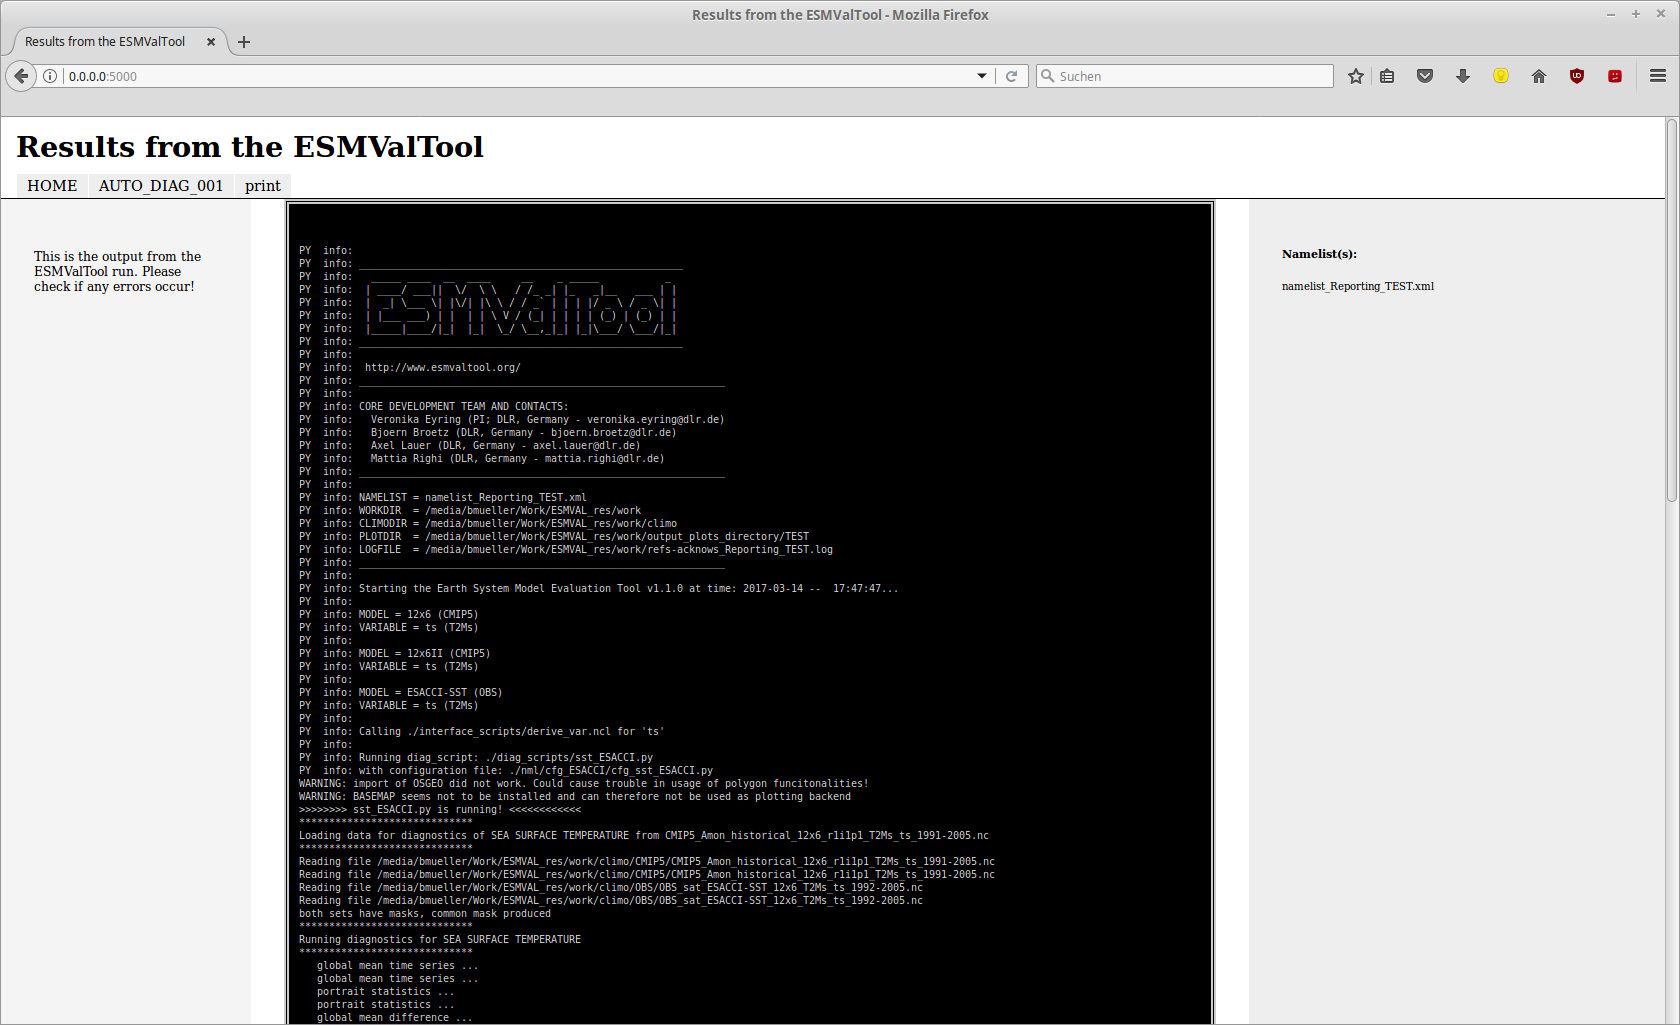 Results from the ESMValTool - Mozilla Firefox
Results from the ESMValTool
0.0.0.0:5000
Suchen
Results from the ESMValTool
HOME AUTO_DIAG_001 print
This is the output from the
ESMValTool run. Please
check if any errors occur!
PY  info:
PY  info: ______________________________________________________
PY  info:
PY  info:
PY  info:
PY  info: ESMValTool
PY  info:
PY  info: ______________________________________________________
PY  info:
PY  info:  http://www.esmvaltool.org/
PY  info: _____________________________________________________________
PY  info:
PY  info: CORE DEVELOPMENT TEAM AND CONTACTS:
PY  info:   Veronika Eyring (PI; DLR, Germany - veronika.eyring@dlr.de)
PY  info:   Bjoern Broetz (DLR, Germany - bjoern.broetz@dlr.de)
PY  info:   Axel Lauer (DLR, Germany - axel.lauer@dlr.de)
PY  info:   Mattia Righi (DLR, Germany - mattia.righi@dlr.de)
PY  info: _____________________________________________________________
PY  info:
PY  info: NAMELIST = namelist_Reporting_TEST.xml
PY  info: WORKDIR  = /media/bmueller/Work/ESMVAL_res/work
PY  info: CLIMODIR = /media/bmueller/Work/ESMVAL_res/work/climo
PY  info: PLOTDIR  = /media/bmueller/Work/ESMVAL_res/work/output_plots_directory/TEST
PY  info: LOGFILE  = /media/bmueller/Work/ESMVAL_res/work/refs-acknows_Reporting_TEST.log
PY  info: _____________________________________________________________
PY  info:
PY  info: Starting the Earth System Model Evaluation Tool v1.1.0 at time: 2017-03-14 --  17:47:47...
PY  info:
PY  info: MODEL = 12x6 (CMIP5)
PY  info: VARIABLE = ts (T2Ms)
PY  info:
PY  info: MODEL = 12x6II (CMIP5)
PY  info: VARIABLE = ts (T2Ms)
PY  info:
PY  info: MODEL = ESACCI-SST (OBS)
PY  info: VARIABLE = ts (T2Ms)
PY  info:
PY  info: Calling ./interface_scripts/derive_var.ncl for 'ts'
PY  info:
PY  info: Running diag_script: ./diag_scripts/sst_ESACCI.py
PY  info: with configuration file: ./nml/cfg_ESACCI/cfg_sst_ESACCI.py
WARNING: import of OSGEO did not work. Could cause trouble in usage of polygon funcitonalities!
WARNING: BASEMAP seems not to be installed and can therefore not be used as plotting backend
>>>>>>>> sst_ESACCI.py is running! <<<<<<<<<<<<
*****************************
Loading data for diagnostics of SEA SURFACE TEMPERATURE from CMIP5_Amon_historical_12x6_r1i1p1_T2Ms_ts_1991-2005.nc
*****************************
Reading file /media/bmueller/Work/ESMVAL_res/work/climo/CMIP5/CMIP5_Amon_historical_12x6_r1i1p1_T2Ms_ts_1991-2005.nc
Reading file /media/bmueller/Work/ESMVAL_res/work/climo/CMIP5/CMIP5_Amon_historical_12x6_r1i1p1_T2Ms_ts_1991-2005.nc
Reading file /media/bmueller/Work/ESMVAL_res/work/climo/OBS/OBS_sat_ESACCI-SST_12x6_T2Ms_ts_1992-2005.nc
Reading file /media/bmueller/Work/ESMVAL_res/work/climo/OBS/OBS_sat_ESACCI-SST_12x6_T2Ms_ts_1992-2005.nc
both sets have masks, common mask produced
*****************************
Running diagnostics for SEA SURFACE TEMPERATURE
*****************************
global mean time series ...
global mean time series ...
portrait statistics ...
portrait statistics ...
global mean difference ...
Namelist(s):
namelist_Reporting_TEST.xml